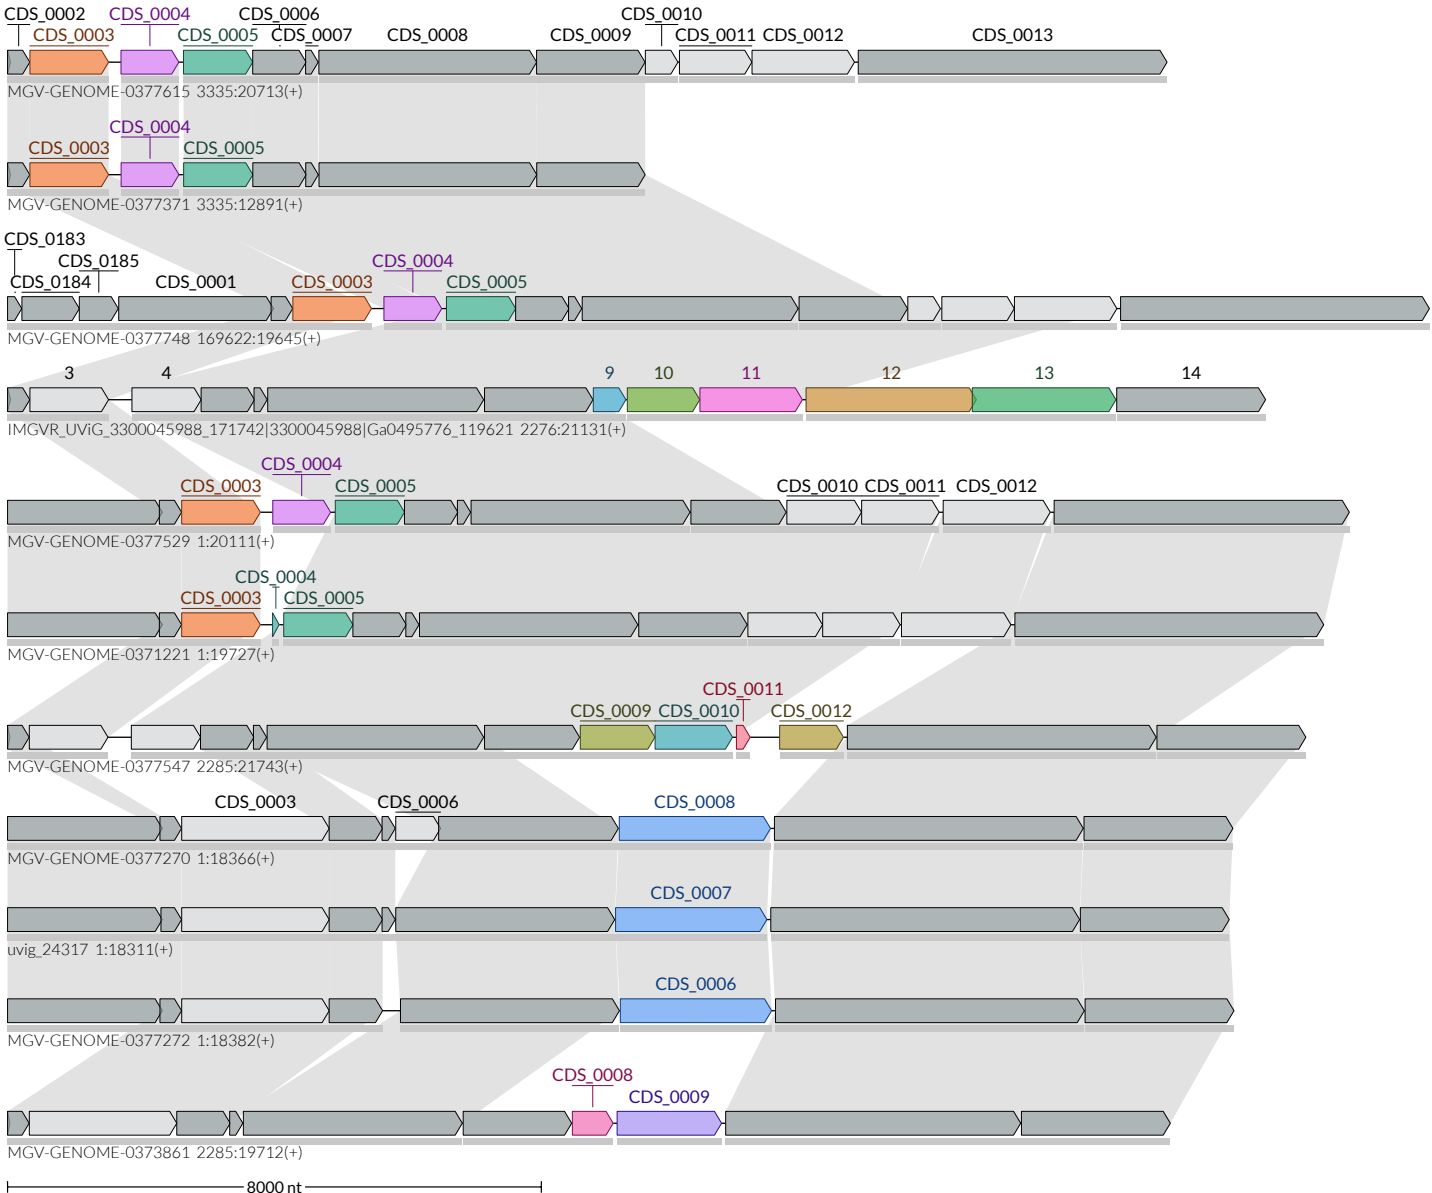 CDS_0002 CDS_0004 CDS_0006 CDS_0010
CDS_0003 CDS_0005 CDS_0007 CDS_0008 CDS_0009 CDS_0011 CDS_0012 CDS_0013
MGV-GENOME-0377615 3335:20713(+)
CDS_0004
CDS_0003 CDS_0005
MGV-GENOME-0377371 3335:12891(+)
CDS_0183
CDS_0185 CDS_0004
CDS_0184 CDS_0001 CDS_0003 CDS_0005
MGV-GENOME-0377748 169622:19645(+)
3 4 9 10 11 12 13 14
IMGVR_UViG_3300045988_171742|3300045988|Ga0495776_119621 2276:21131(+)
CDS_0004
CDS_0003 CDS_0005 CDS_0010 CDS_0011 CDS_0012
MGV-GENOME-0377529 1:20111(+)
CDS_0004
CDS_0003 CDS_0005
MGV-GENOME-0371221 1:19727(+)
CDS_0011
CDS_0009 CDS_0010 CDS_0012
MGV-GENOME-0377547 2285:21743(+)
CDS_0003 CDS_0006 CDS_0008
MGV-GENOME-0377270 1:18366(+)
CDS_0007
uvig_24317 1:18311(+)
CDS_0006
MGV-GENOME-0377272 1:18382(+)
CDS_0008
CDS_0009
MGV-GENOME-0373861 2285:19712(+)
8000 nt